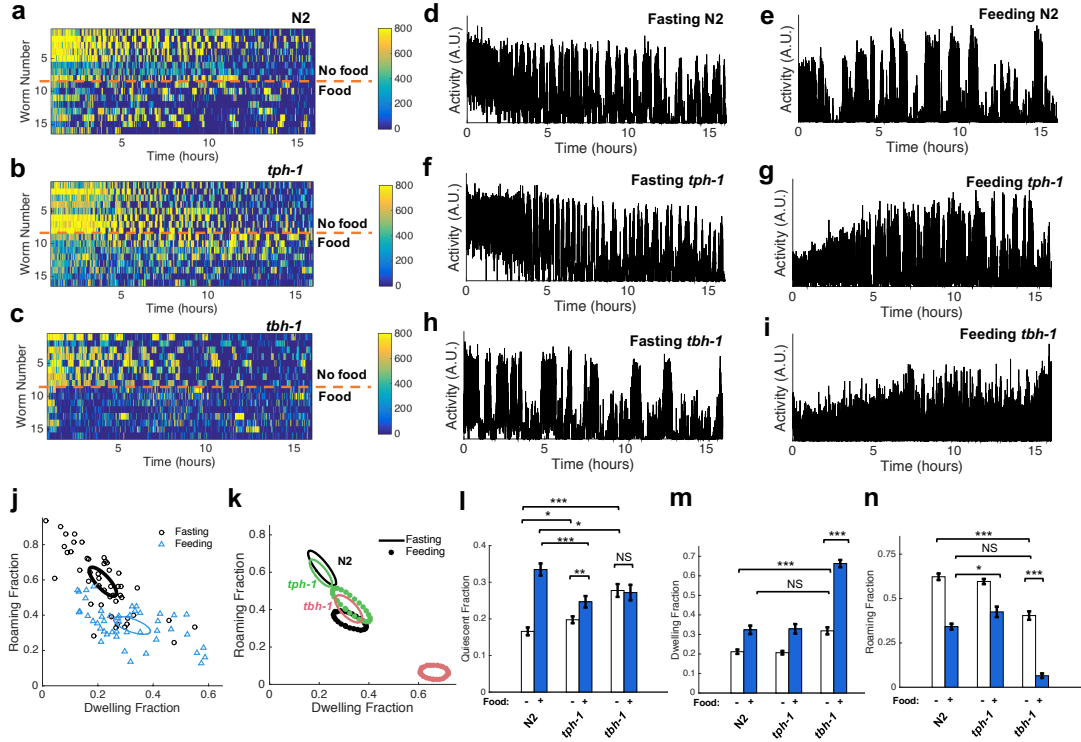 a
N2
Worm Number
5
10
15
No food
Food
800
600
400
200
0
5
10
15
Time (hours)
b
tph-1
Worm Number
5
10
15
No food
Food
800
600
400
200
0
5
10
15
Time (hours)
c
tbh-1
Worm Number
5
10
15
No food
Food
800
600
400
200
0
5
10
15
Time (hours)
d
Fasting N2
Activity (A.U.)
0
5
10
15
Time (hours)
e
Feeding N2
Activity (A.U.)
0
5
10
15
Time (hours)
f
Fasting tph-1
Activity (A.U.)
0
5
10
15
Time (hours)
g
Feeding tph-1
Activity (A.U.)
0
5
10
15
Time (hours)
h
Fasting tbh-1
Activity (A.U.)
0
5
10
15
Time (hours)
i
Feeding tbh-1
Activity (A.U.)
0
5
10
15
Time (hours)
j
Fasting
Feeding
Roaming Fraction
0.8
0.6
0.4
0.2
0
0
0.2
0.4
0.6
Dwelling Fraction
k
Fasting
Feeding
N2
tph-1
tbh-1
Roaming Fraction
0.8
0.6
0.4
0.2
0
0
0.2
0.4
0.6
Dwelling Fraction
l
***
*
*
***
**
NS
Quiescent Fraction
0.4
0.3
0.2
0.1
0
Food: - + - + - +
N2
tph-1
tbh-1
m
***
***
NS
Dwelling Fraction
0.7
0.6
0.5
0.4
0.3
0.2
0.1
0
Food: - + - + - +
N2
tph-1
tbh-1
n
***
NS
*
***
Roaming Fraction
0.75
0.5
0.25
0
Food: - + - + - +
N2
tph-1
tbh-1